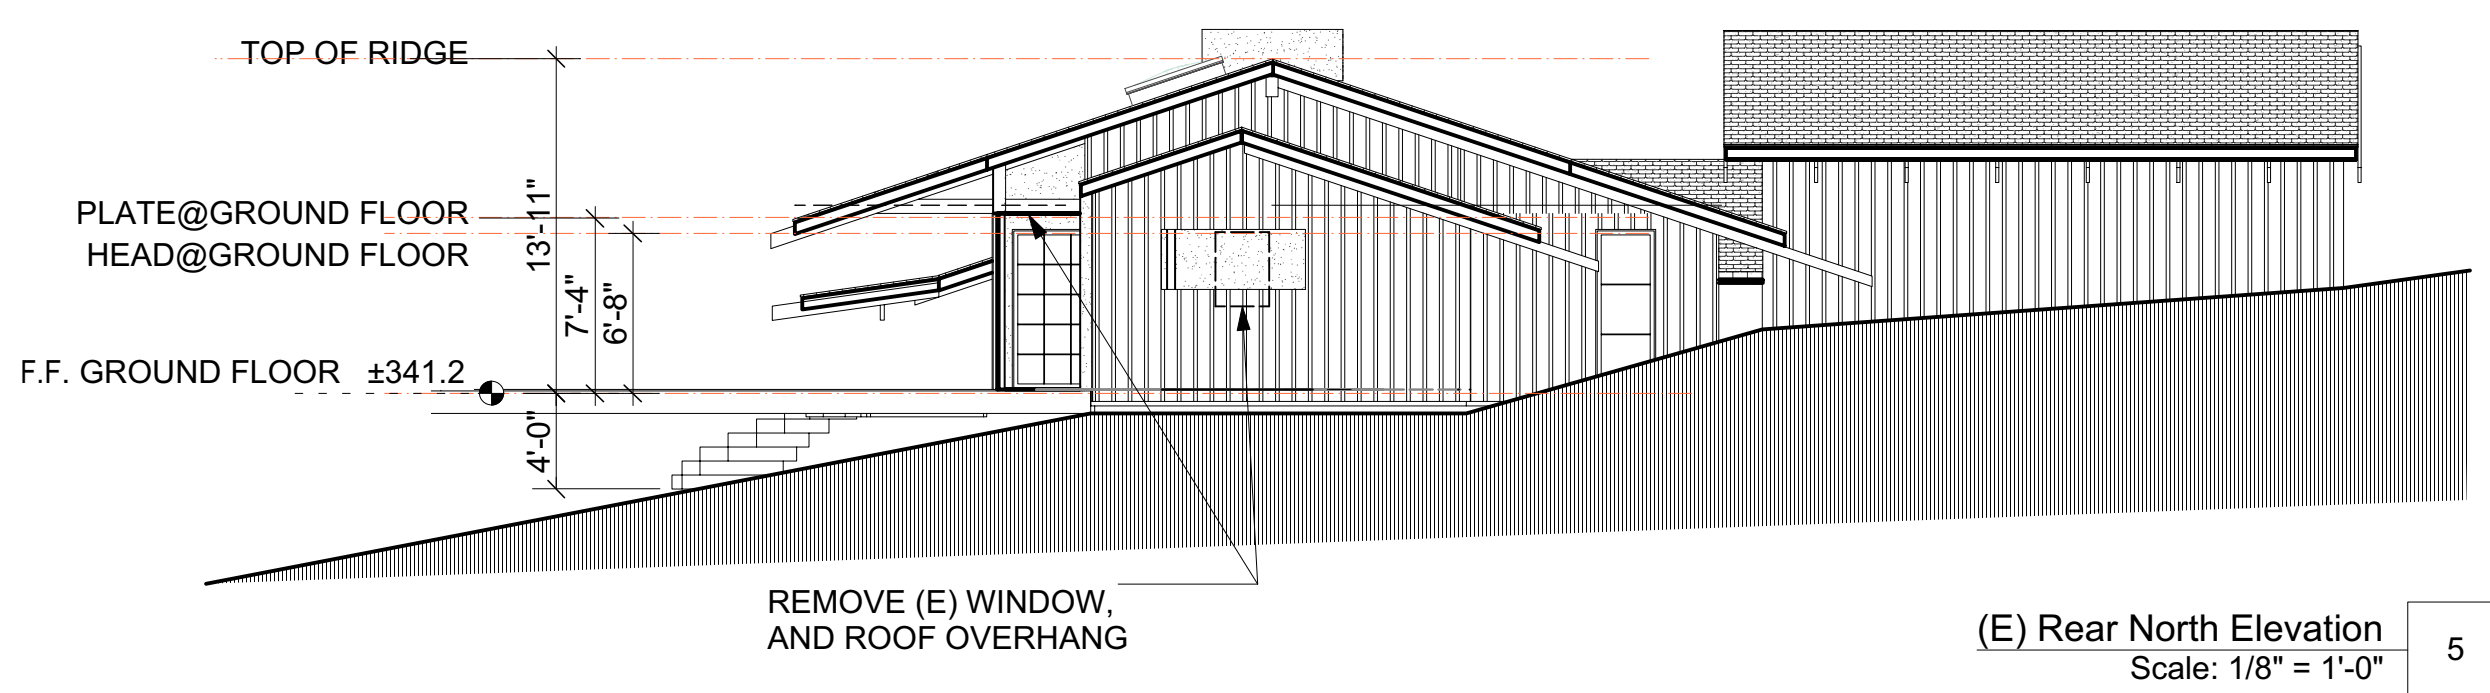 TOP OF RIDGE
13'-11"
PLATE@GROUND FLOOR
HEAD@GROUND FLOOR
7'-4"
6'-8"
F.F. GROUND FLOOR ±341.2
4'-0"
REMOVE (E) WINDOW,
AND ROOF OVERHANG
(E) Rear North Elevation
Scale: 1/8" = 1'-0"
5